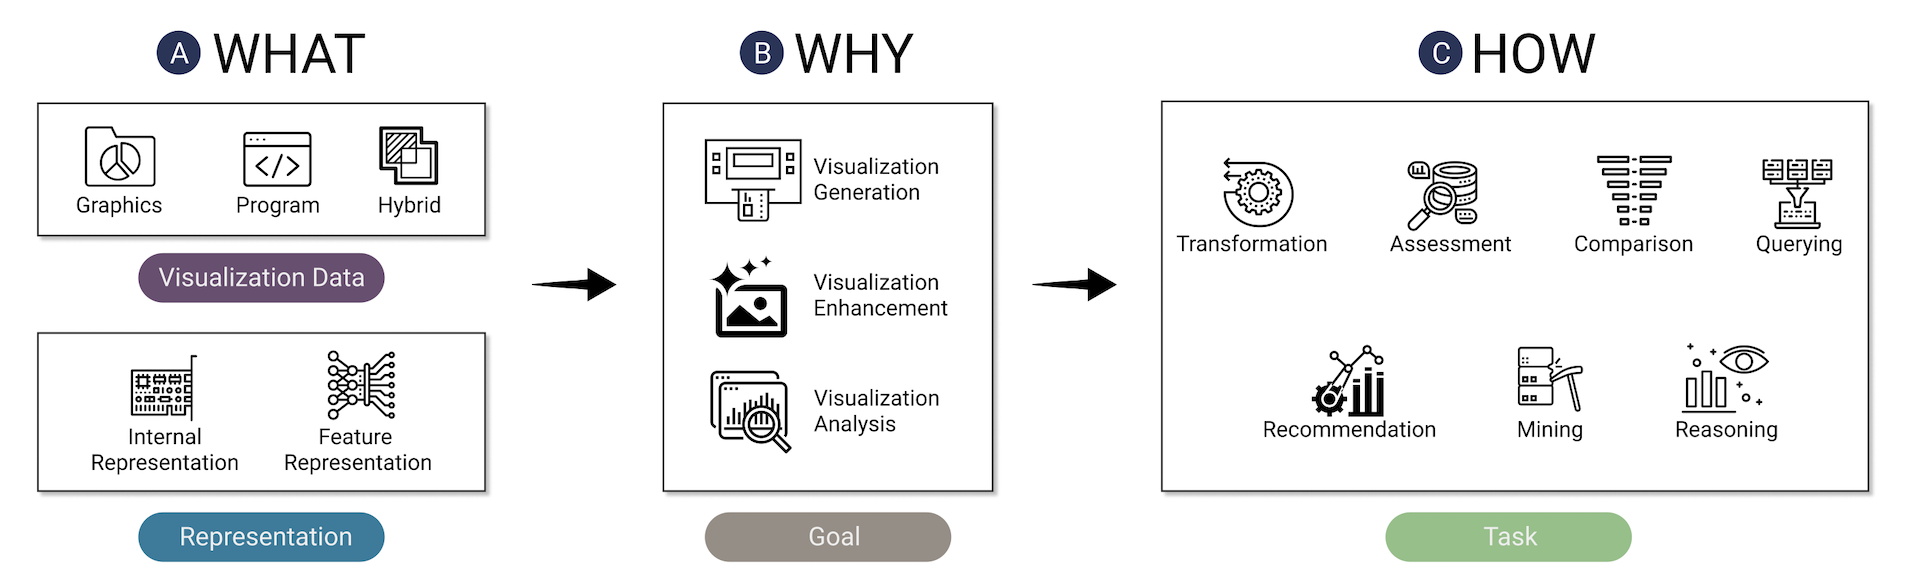 A WHAT
Graphics
Program
Hybrid
Visualization Data
Internal
Representation
Feature
Representation
Representation
B WHY
Visualization
Generation
Visualization
Enhancement
Visualization
Analysis
Goal
C HOW
Transformation
Assessment
Comparison
Querying
Recommendation
Mining
Reasoning
Task